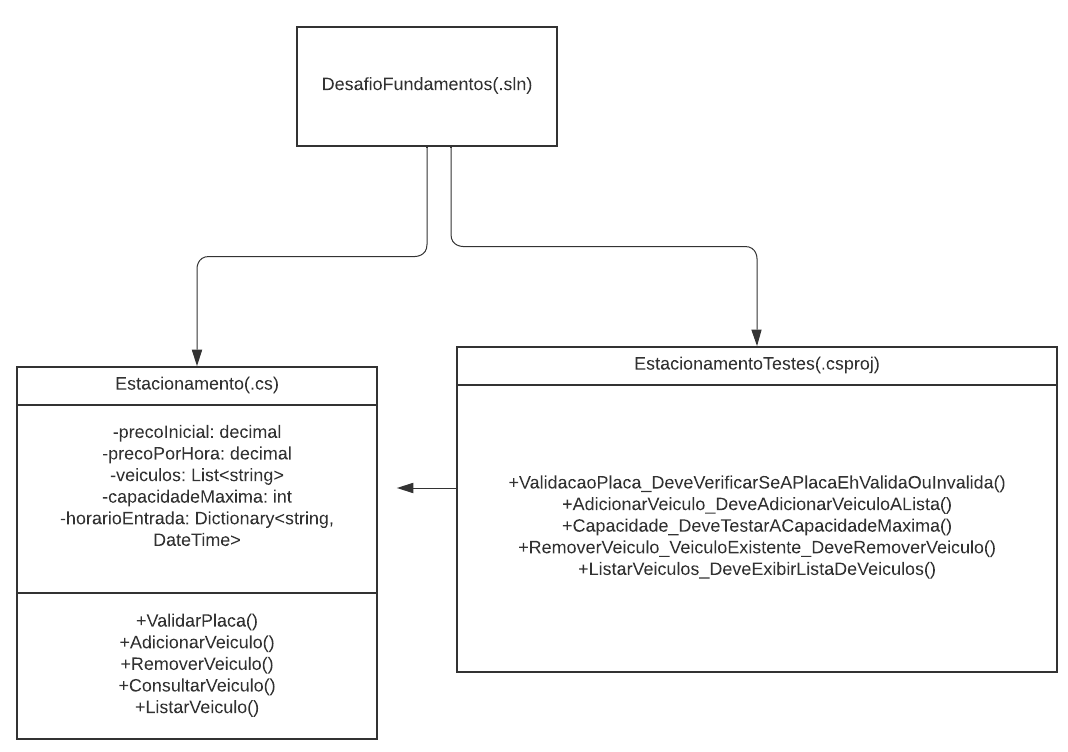 DesafioFundamentos(.sln)
Estacionamento(.cs)
-precoInicial: decimal
-precoPorHora: decimal
-veiculos: List<string>
-capacidadeMaxima: int
-horarioEntrada: Dictionary<string,
DateTime>
+ValidarPlaca()
+AdicionarVeiculo()
+RemoverVeiculo()
+ConsultarVeiculo()
+ListarVeiculo()
EstacionamentoTestes(.csproj)
+ValidacaoPlaca_DeveVerificarSeAPlacaEhValidaOuInvalida()
+AdicionarVeiculo_DeveAdicionarVeiculoALista()
+Capacidade_DeveTestarACapacidadeMaxima()
+RemoverVeiculo_VeiculoExistente_DeveRemoverVeiculo()
+ListarVeiculos_DeveExibirListaDeVeiculos()